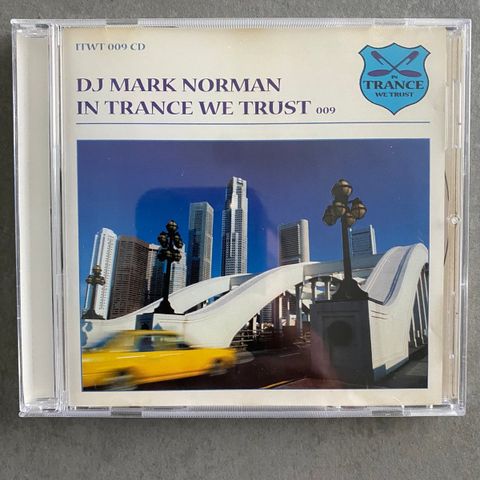 ITWT 009 CD
DJ MARK NORMAN
IN TRANCE WE TRUST 009
IN
TRANCE
WE TRUST